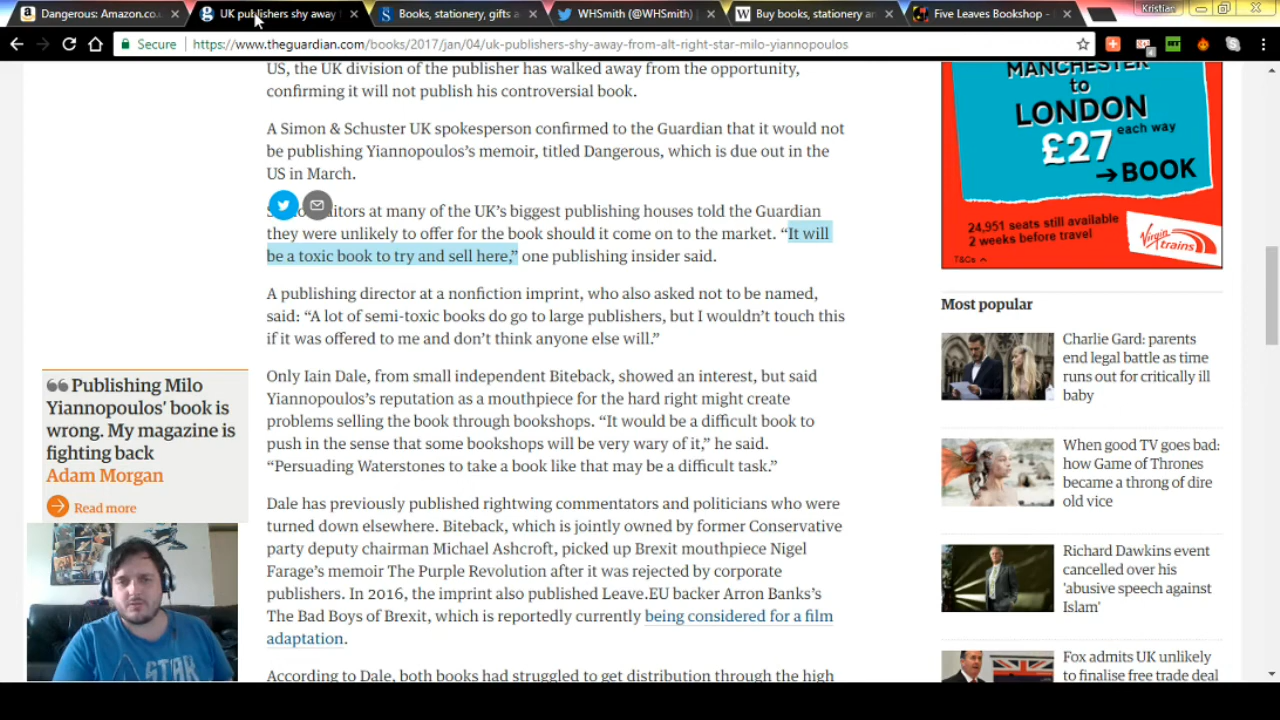 Dangerous: Amazon.co.
UK publishers shy away
Books, stationery, gifts a
WHSmith (@WHSmith) |
Buy books, stationery an
Five Leaves Bookshop -
Kristian
Secure
https://www.theguardian.com/books/2017/jan/04/uk-publishers-shy-away-from-alt-right-star-milo-yiannopoulos
4
US, the UK division of the publisher has walked away from the opportunity,
confirming it will not publish his controversial book.
A Simon & Schuster UK spokesperson confirmed to the Guardian that it would not
be publishing Yiannopoulos’s memoir, titled Dangerous, which is due out in the
US in March.
itors at many of the UK’s biggest publishing houses told the Guardian
they were unlikely to offer for the book should it come on to the market. “It will
be a toxic book to try and sell here,” one publishing insider said.
A publishing director at a nonfiction imprint, who also asked not to be named,
said: “A lot of semi-toxic books do go to large publishers, but I wouldn’t touch this
if it was offered to me and don’t think anyone else will.”
Only Iain Dale, from small independent Biteback, showed an interest, but said
Yiannopoulos’s reputation as a mouthpiece for the hard right might create
problems selling the book through bookshops. “It would be a difficult book to
push in the sense that some bookshops will be very wary of it,” he said.
“Persuading Waterstones to take a book like that may be a difficult task.”
Dale has previously published rightwing commentators and politicians who were
turned down elsewhere. Biteback, which is jointly owned by former Conservative
party deputy chairman Michael Ashcroft, picked up Brexit mouthpiece Nigel
Farage’s memoir The Purple Revolution after it was rejected by corporate
publishers. In 2016, the imprint also published Leave.EU backer Arron Banks’s
The Bad Boys of Brexit, which is reportedly currently being considered for a film
adaptation.
According to Dale, both books had struggled to get distribution through the high
Publishing Milo
Yiannopoulos’ book is
wrong. My magazine is
fighting back
Adam Morgan
Read more
MANCHESTER
to
LONDON
£27 each way
→BOOK
24,951 seats still available
2 weeks before travel
T&Cs
Virgin trains
Most popular
Charlie Gard: parents
end legal battle as time
runs out for critically ill
baby
When good TV goes bad:
how Game of Thrones
became a throng of dire
old vice
Richard Dawkins event
cancelled over his
'abusive speech against
Islam'
Fox admits UK unlikely
to finalise free trade deal
STAR